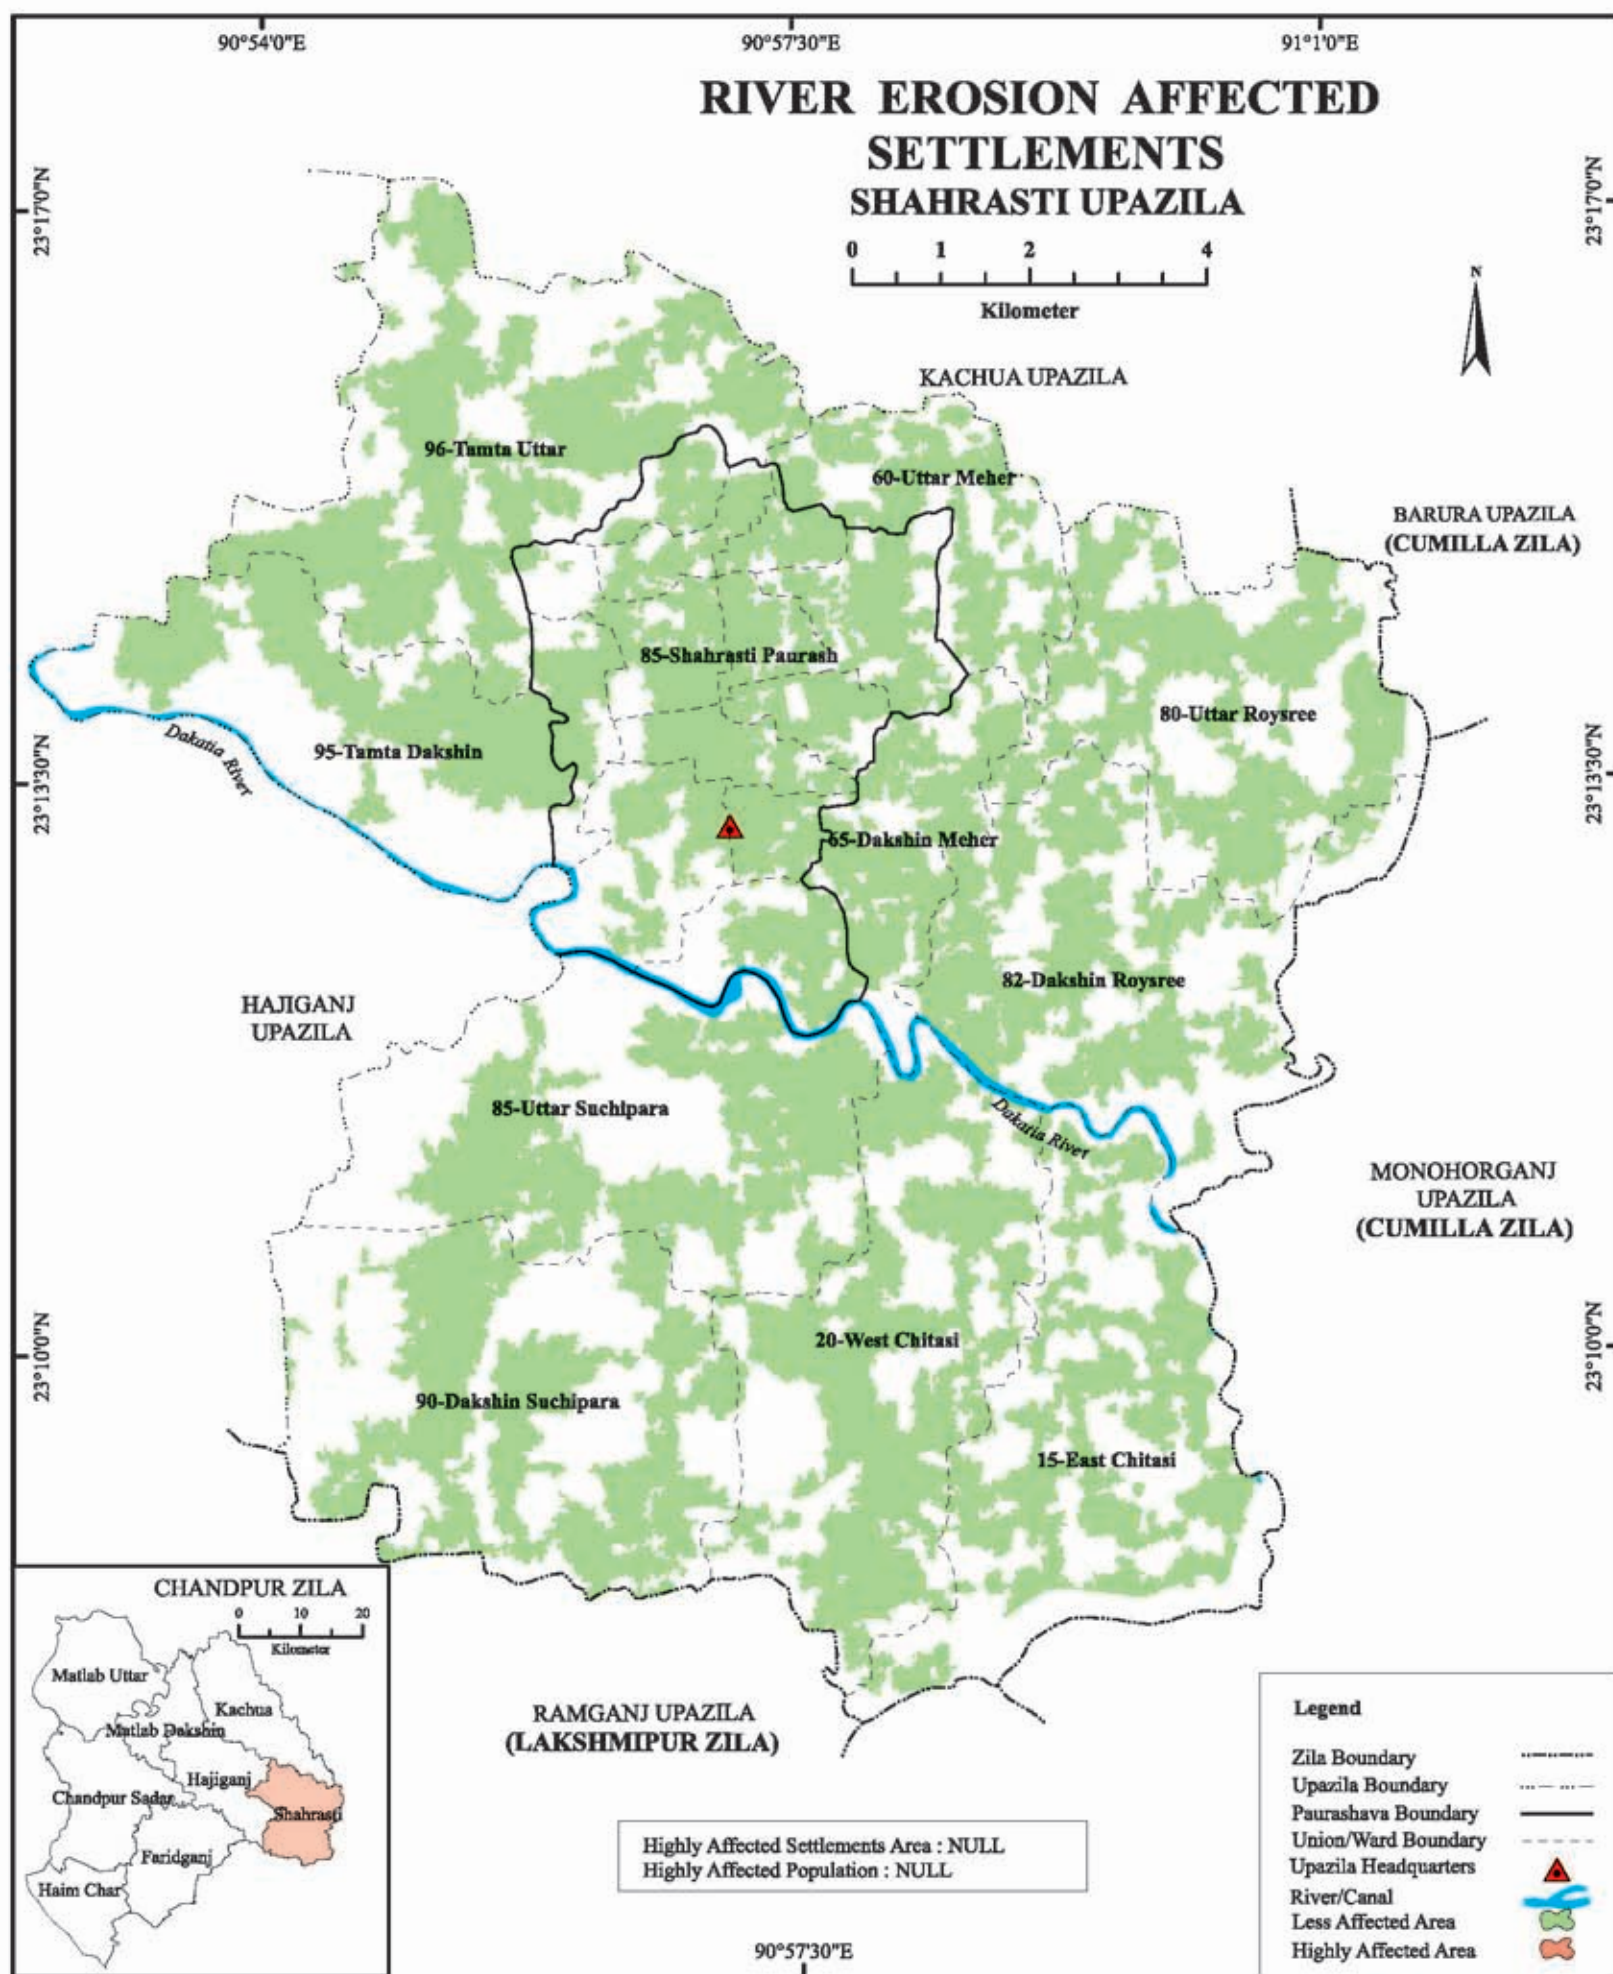 90°54'0"E
90°57'30"E
91°1'0"E
RIVER EROSION AFFECTED
SETTLEMENTS
SHAHRASTI UPAZILA
0 1 2 4
Kilometer
N
23°17'0"N
23°17'0"N
KACHUA UPAZILA
96-Tamta Uttar
60-Uttar Meher
BARURA UPAZILA
(CUMILLA ZILA)
85-Shahrasti Paurash
80-Uttar Roysree
Dakatia River
95-Tamta Dakshin
23°13'30"N
23°13'30"N
65-Dakshin Meher
82-Dakshin Roysree
HAJIGANJ
UPAZILA
85-Uttar Suchipara
Dakatia River
MONOHORGANJ
UPAZILA
(CUMILLA ZILA)
20-West Chitasi
23°10'0"N
23°10'0"N
90-Dakshin Suchipara
15-East Chitasi
CHANDPUR ZILA
0 10 20
Kilometer
Matlab Uttar
Kachua
Matlab Dakshin
Hajiganj
Chandpur Sadar
Shahrasti
Faridganj
Haim Char
RAMGANJ UPAZILA
(LAKSHMIPUR ZILA)
Highly Affected Settlements Area : NULL
Highly Affected Population : NULL
90°57'30"E
Legend
Zila Boundary
Upazila Boundary
Paurashava Boundary
Union/Ward Boundary
Upazila Headquarters
River/Canal
Less Affected Area
Highly Affected Area